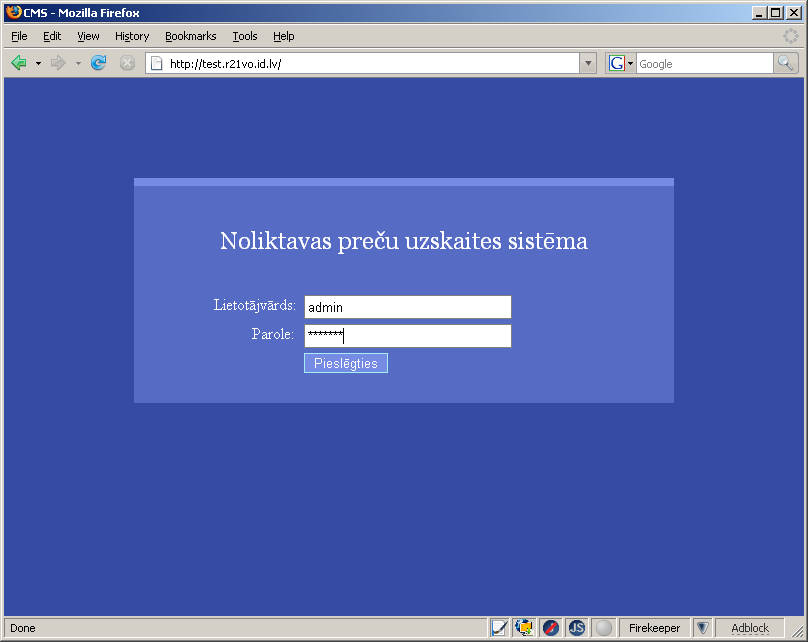 CMS - Mozilla Firefox
File Edit View History Bookmarks Tools Help
http://test.r21vo.id.lv/ G Google
Noliktavas preču uzskaites sistēma
Lietotājvārds: admin
Parole: *******
Pieslēgties
Done JS Firekeeper Adblock